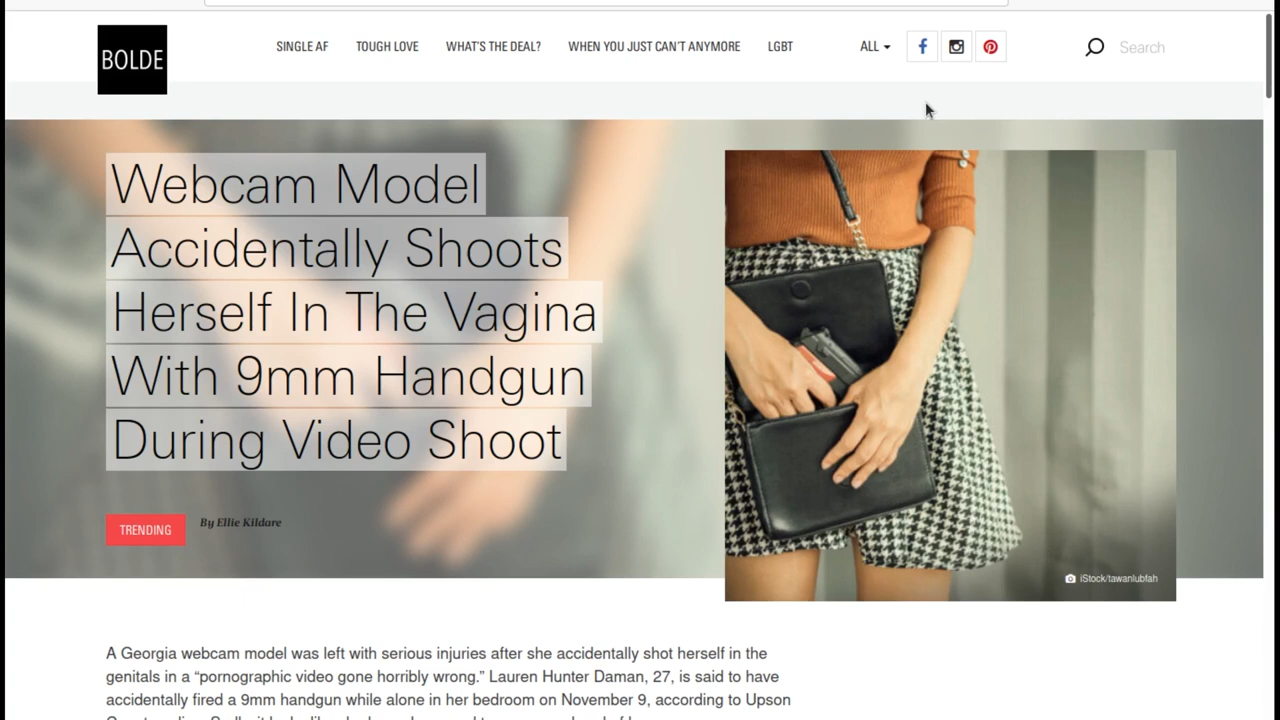 BOLDE
SINGLE AF
TOUGH LOVE
WHAT'S THE DEAL?
WHEN YOU JUST CAN'T ANYMORE
LGBT
ALL
Search
Webcam Model
Accidentally Shoots
Herself In The Vagina
With 9mm Handgun
During Video Shoot
TRENDING
By Ellie Kildare
iStock/tawanlubfah
A Georgia webcam model was left with serious injuries after she accidentally shot herself in the
genitals in a “pornographic video gone horribly wrong.” Lauren Hunter Daman, 27, is said to have
accidentally fired a 9mm handgun while alone in her bedroom on November 9, according to Upson